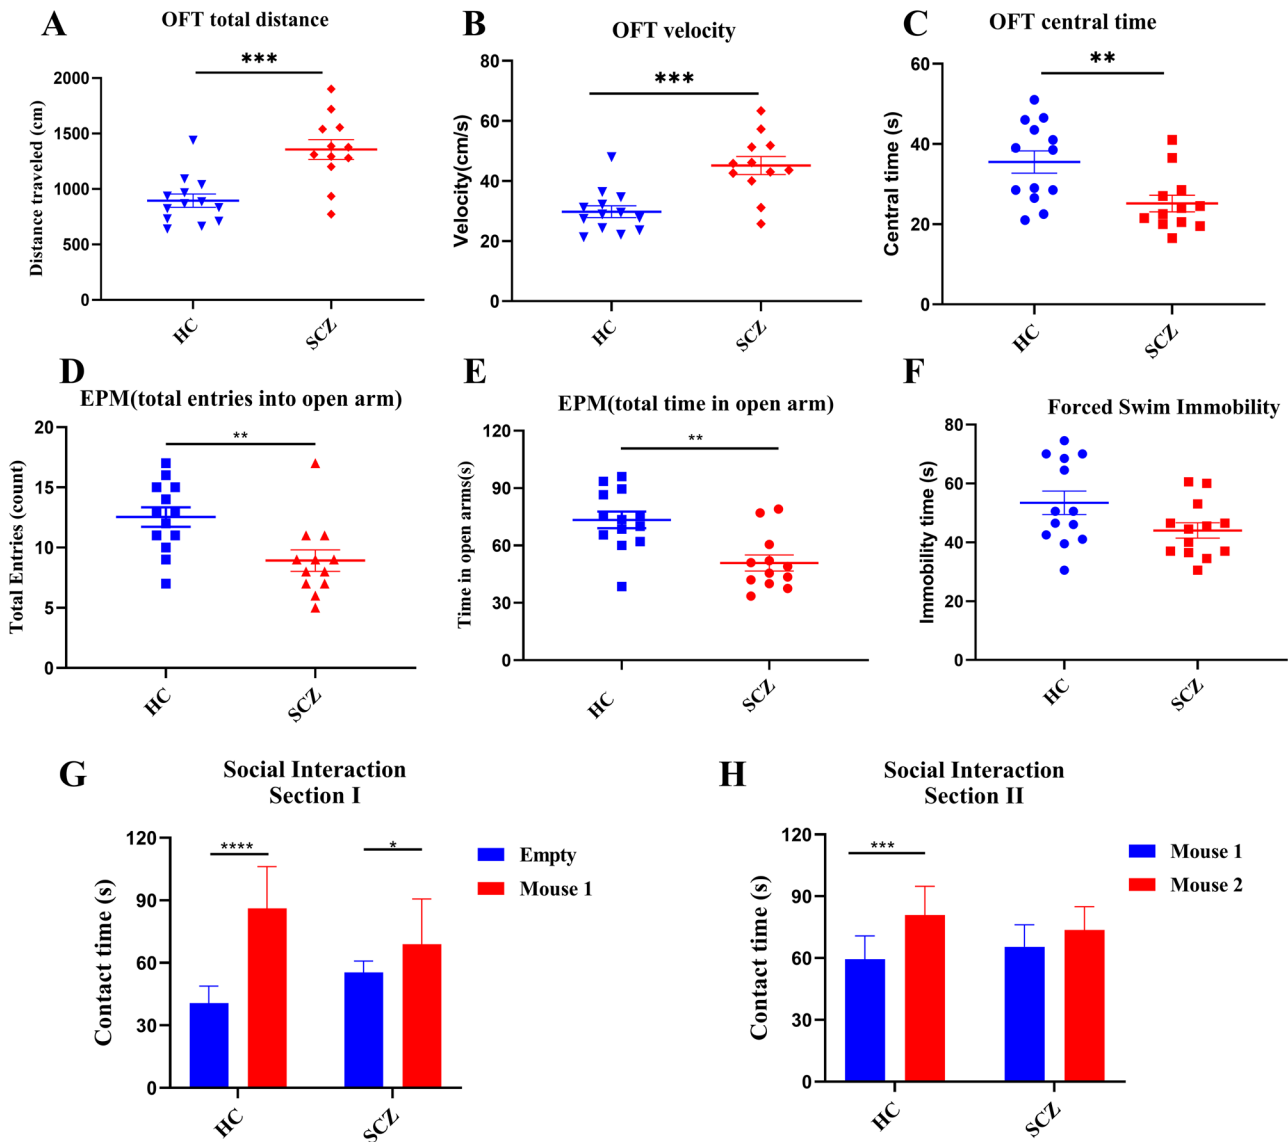 A
OFT total distance
***
Distance traveled (cm)
2000
1500
1000
500
0
HC
SCZ
B
OFT velocity
***
Velocity(cm/s)
80
60
40
20
0
HC
SCZ
C
OFT central time
**
Central time (s)
60
40
20
0
HC
SCZ
D
EPM(total entries into open arm)
**
Total Entries (count)
20
15
10
5
0
HC
SCZ
E
EPM(total time in open arm)
**
Time in open arms(s)
120
90
60
30
0
HC
SCZ
F
Forced Swim Immobility
Immobility time (s)
80
60
40
20
0
HC
SCZ
G
Social Interaction
Section I
****
*
Contact time (s)
120
90
60
30
0
HC
SCZ
Empty
Mouse 1
H
Social Interaction
Section II
***
Contact time (s)
120
90
60
30
0
HC
SCZ
Mouse 1
Mouse 2